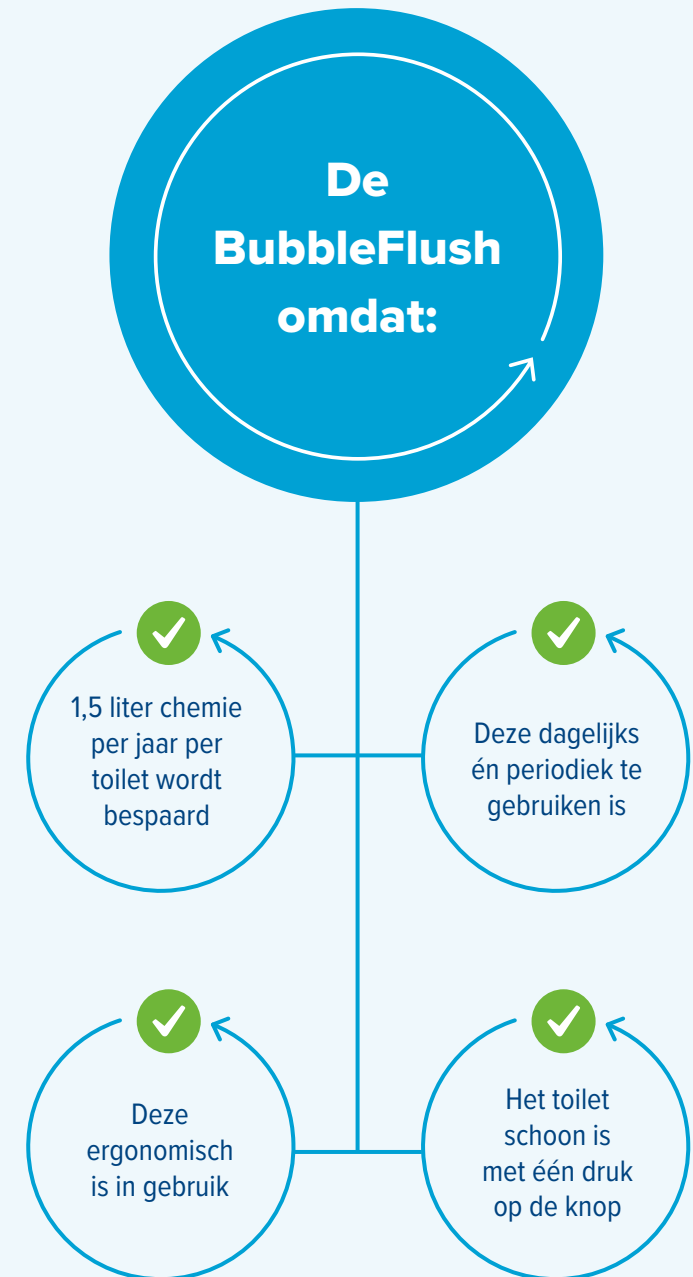 De
BubbleFlush
omdat:
1,5 liter chemie
per jaar per
toilet wordt
bespaard
Deze dagelijks
én periodiek te
gebruiken is
Deze
ergonomisch
is in gebruik
Het toilet
schoon is
met één druk
op de knop